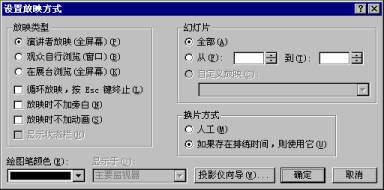 设置放映方式
放映类型
演讲者放映(全屏幕)(P)
观众自行浏览(窗口)(B)
在展台浏览(全屏幕)(K)
循环放映，按 Esc 键终止(L)
放映时不加旁白(N)
放映时不加动画(S)
显示状态栏(H)
幻灯片
全部(A)
从(F):
到(T):
自定义放映(C):
换片方式
人工(M)
如果存在排练时间，则使用它(U)
绘图笔颜色(E):
显示于(O):
主要监视器
投影仪向导(W)...
确定
取消